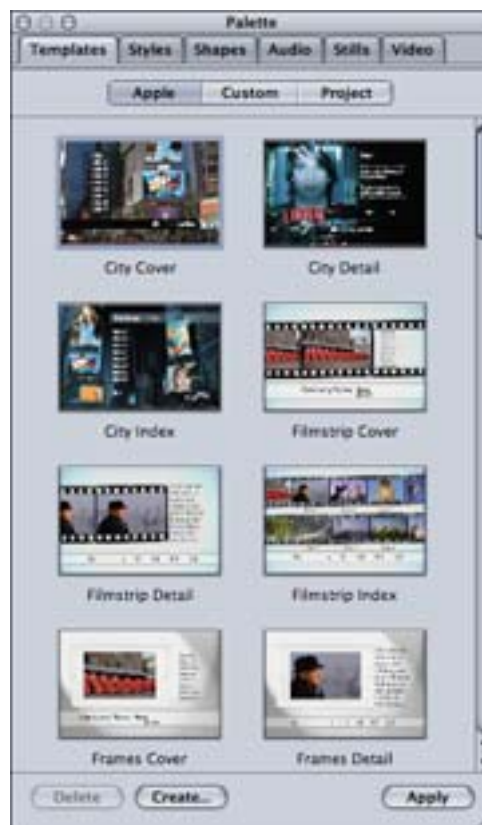 Palette
Templates Styles Shapes Audio Stills Video
Apple Custom Project
City Cover City Detail
City Index Filmstrip Cover
Filmstrip Detail Filmstrip Index
Frames Cover Frames Detail
Delete Create... Apply